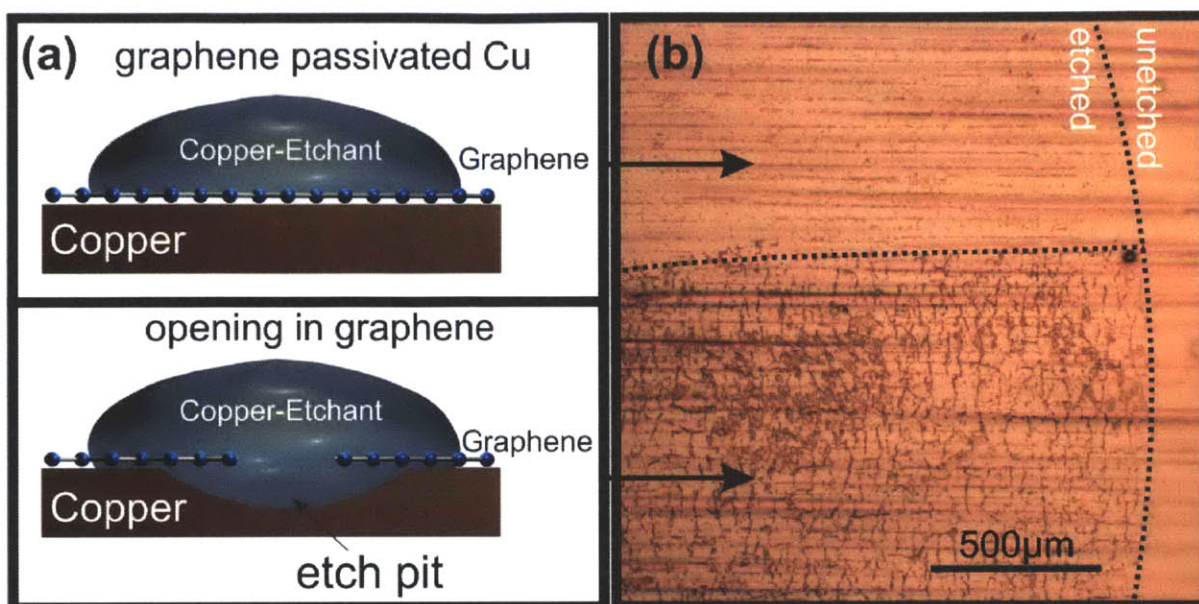 (a) graphene passivated Cu
Copper-Etchant
Graphene
Copper
opening in graphene
Copper-Etchant
Graphene
Copper
etch pit
(b)
unetched
etched
500µm